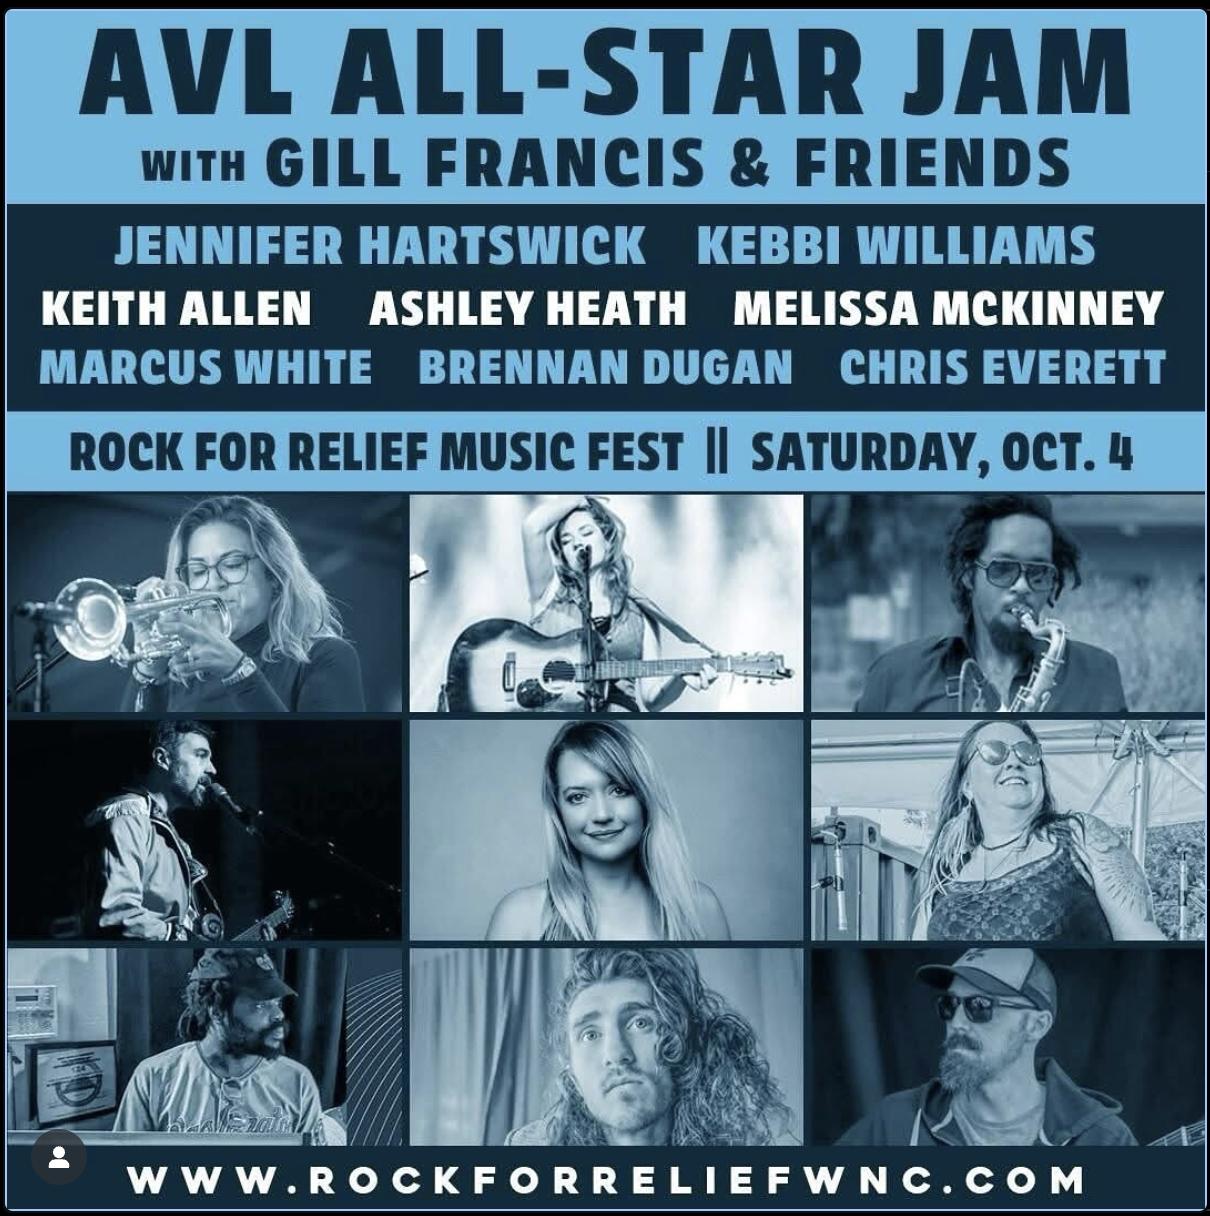 AVL ALL-STAR JAM
WITH GILL FRANCIS & FRIENDS
JENNIFER HARTSWICK KEBBI WILLIAMS
KEITH ALLEN ASHLEY HEATH MELISSA MCKINNEY
MARCUS WHITE BRENNAN DUGAN CHRIS EVERETT
ROCK FOR RELIEF MUSIC FEST || SATURDAY, OCT. 4
WWW.ROCKFORRELIEFWNC.COM